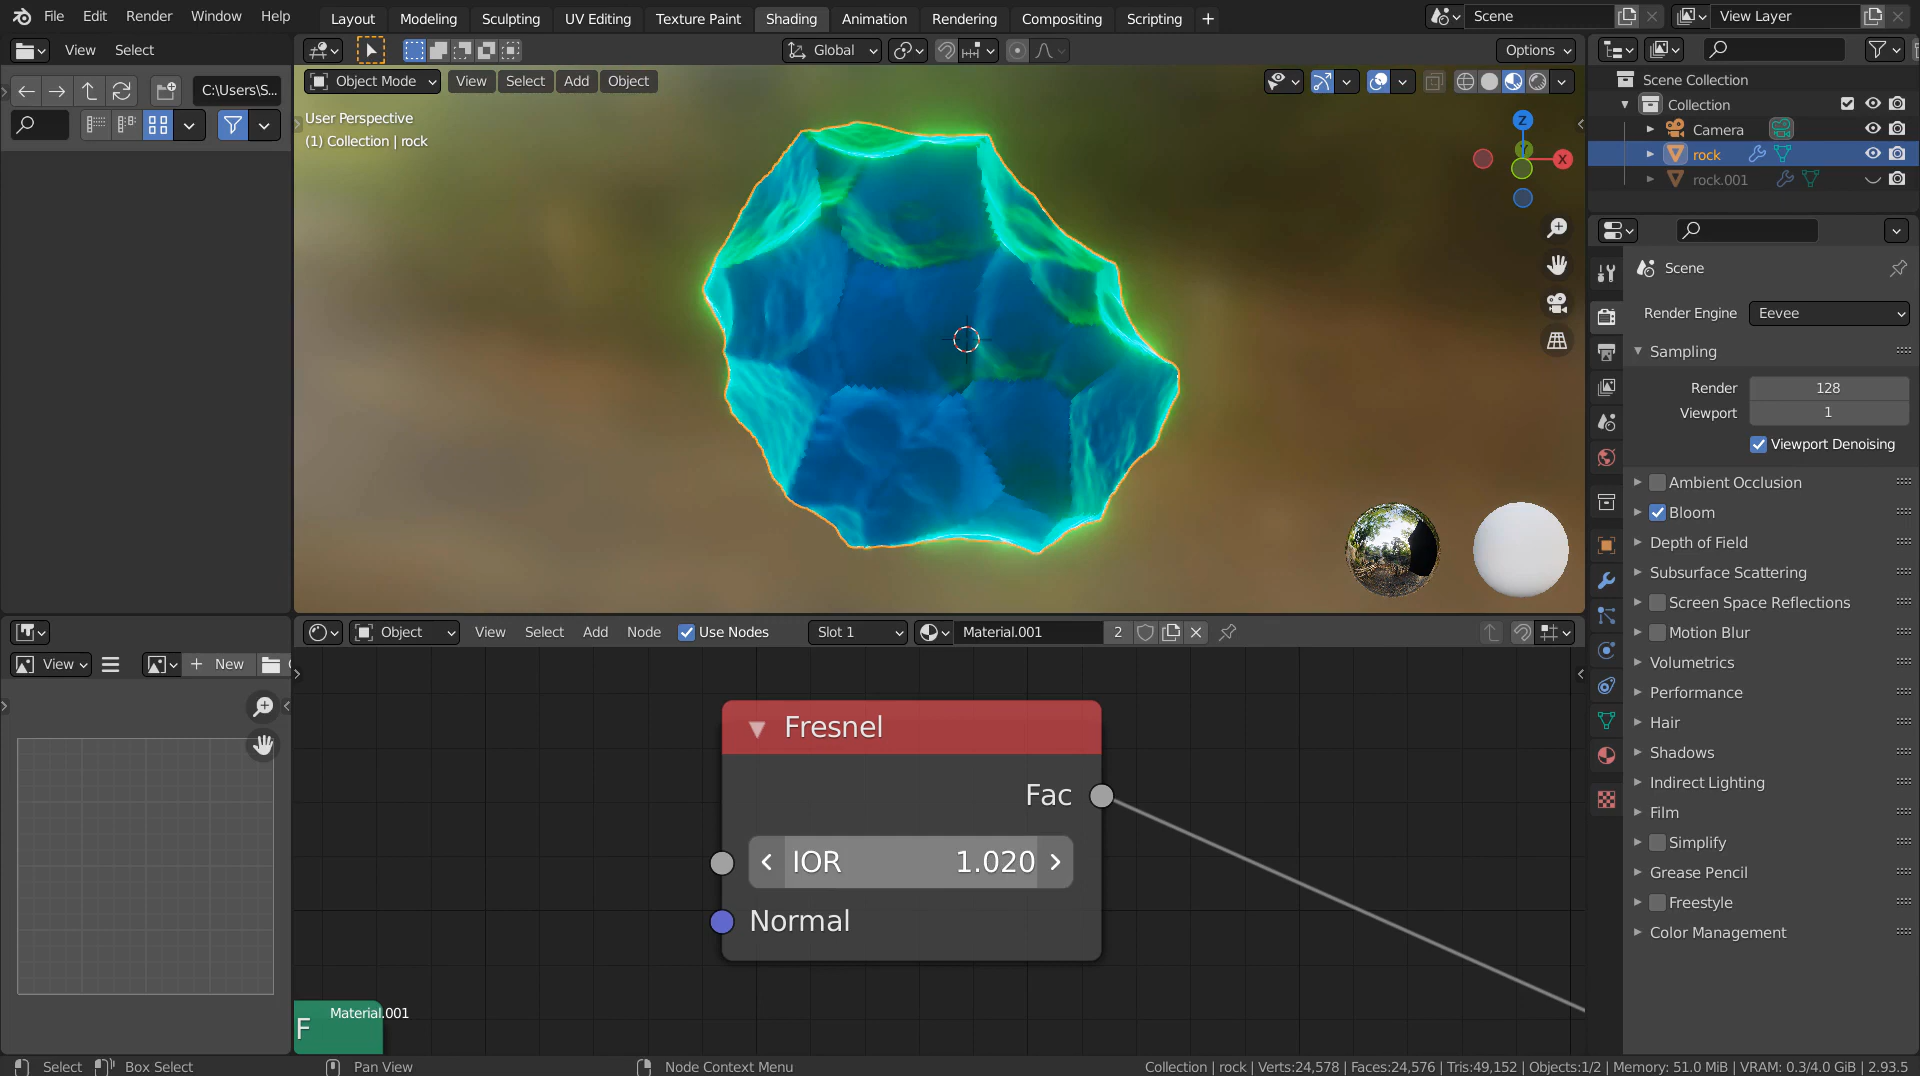 File Edit Render Window Help Layout Modeling Sculpting UV Editing Texture Paint Shading Animation Rendering Compositing Scripting + Scene View Layer
View Select Global Options
Object Mode View Select Add Object
C:\Users\S...
User Perspective
(1) Collection | rock
Z
Y
X
Scene Collection
Collection
Camera
rock
rock.001
Scene
Render Engine Eevee
Sampling
Render 128
Viewport 1
Viewport Denoising
Ambient Occlusion
Bloom
Depth of Field
Subsurface Scattering
Screen Space Reflections
Motion Blur
Volumetrics
Performance
Hair
Shadows
Indirect Lighting
Film
Simplify
Grease Pencil
Freestyle
Color Management
Object View Select Add Node Use Nodes Slot 1 Material.001 2
View + New
Fresnel
Fac
IOR 1.020
Normal
Material.001
F
Select Box Select Pan View Node Context Menu Collection | rock | Verts:24,578 | Faces:24,576 | Tris:49,152 | Objects:1/2 | Memory: 51.0 MiB | VRAM: 0.3/4.0 GiB | 2.93.5